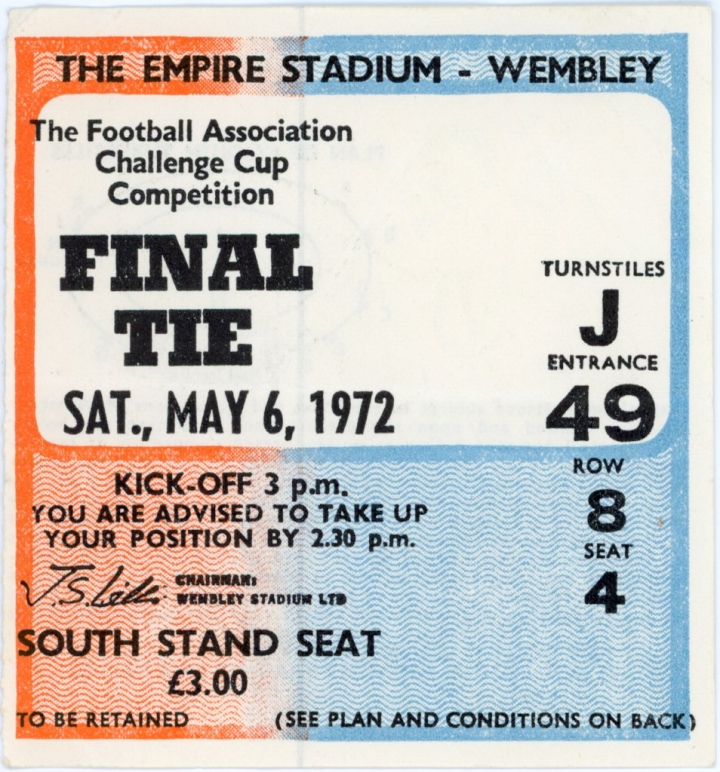 THE EMPIRE STADIUM - WEMBLEY
The Football Association
Challenge Cup
Competition
FINAL
TIE
SAT., MAY 6, 1972
TURNSTILES
J
ENTRANCE
49
ROW
8
SEAT
4
KICK-OFF 3 p.m.
YOU ARE ADVISED TO TAKE UP
YOUR POSITION BY 2.30 p.m.
CHAIRMAN:
WEMBLEY STADIUM LTD
SOUTH STAND SEAT
£3.00
TO BE RETAINED (SEE PLAN AND CONDITIONS ON BACK)